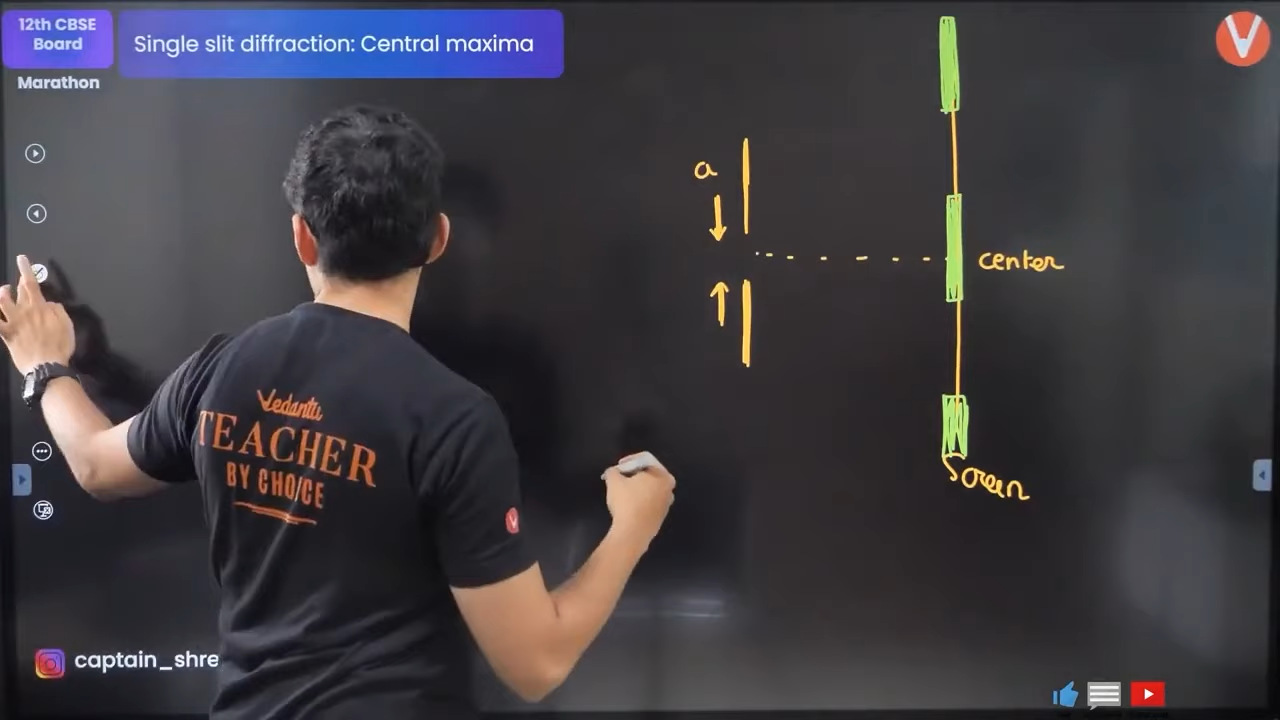 12th CBSE
Board
Marathon
Single slit diffraction: Central maxima
a
center
Screen
Vedantu
TEACHER
BY CHOICE
captain_shre